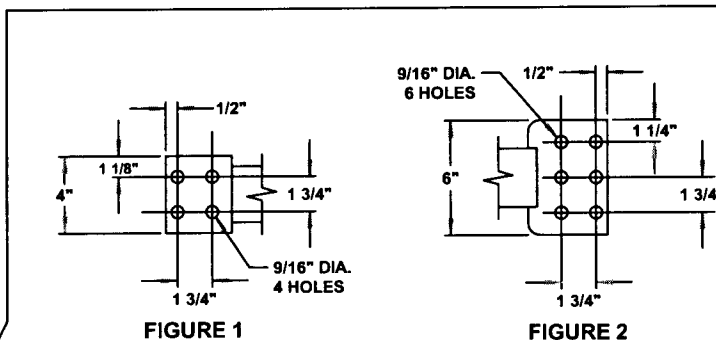 1/2"
1 1/8"
4"
1 3/4"
9/16" DIA.
4 HOLES
1 3/4"
FIGURE 1
9/16" DIA.
6 HOLES
1/2"
1 1/4"
6"
1 3/4
1 3/4"
FIGURE 2